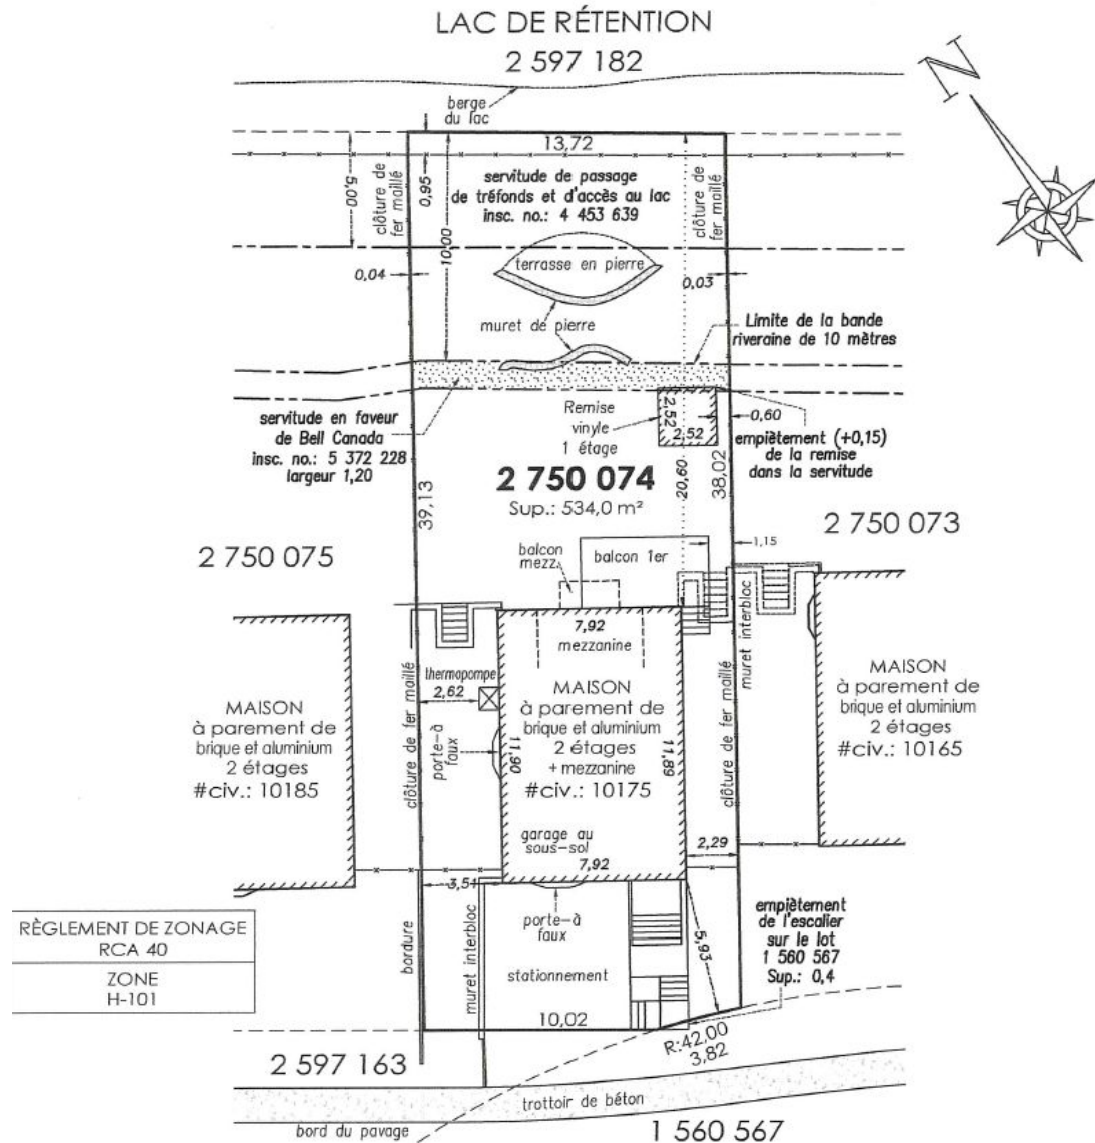 LAC DE RÉTENTION
2 597 182
N
berge
du lac
13,72
5,00
clôture de
fer maillé
0,95
servitude de passage
de tréfonds et d'accès au lac
insc. no.: 4 453 639
clôture de
fer maillé
10,00
terrasse en pierre
0,04
0,03
muret de pierre
Limite de la bande
riveraine de 10 mètres
servitude en faveur
de Bell Canada
insc. no.: 5 372 228
largeur 1,20
Remise
vinyle
1 étage
2,52
2,52
0,60
empiètement (+0,15)
de la remise
dans la servitude
2 750 074
Sup.: 534,0 m²
39,13
20,60
38,02
2 750 075
2 750 073
balcon
mezz.
balcon 1er
1,15
7,92
mezzanine
muret interbloc
clôture de fer maillé
thermopompe
2,62
porte-à
faux
11,90
11,89
MAISON
à parement de
brique et aluminium
2 étages
#civ.: 10185
MAISON
à parement de
brique et aluminium
2 étages
+ mezzanine
#civ.: 10175
clôture de fer maillé
MAISON
à parement de
brique et aluminium
2 étages
#civ.: 10165
garage au
sous-sol
7,92
2,29
3,51
porte-à
faux
bordure
muret interbloc
stationnement
5,93
empiètement
de l'escalier
sur le lot
1 560 567
Sup.: 0,4
RÈGLEMENT DE ZONAGE
RCA 40
ZONE
H-101
10,02
R:42,00
3,82
2 597 163
trottoir de béton
bord du pavage
1 560 567